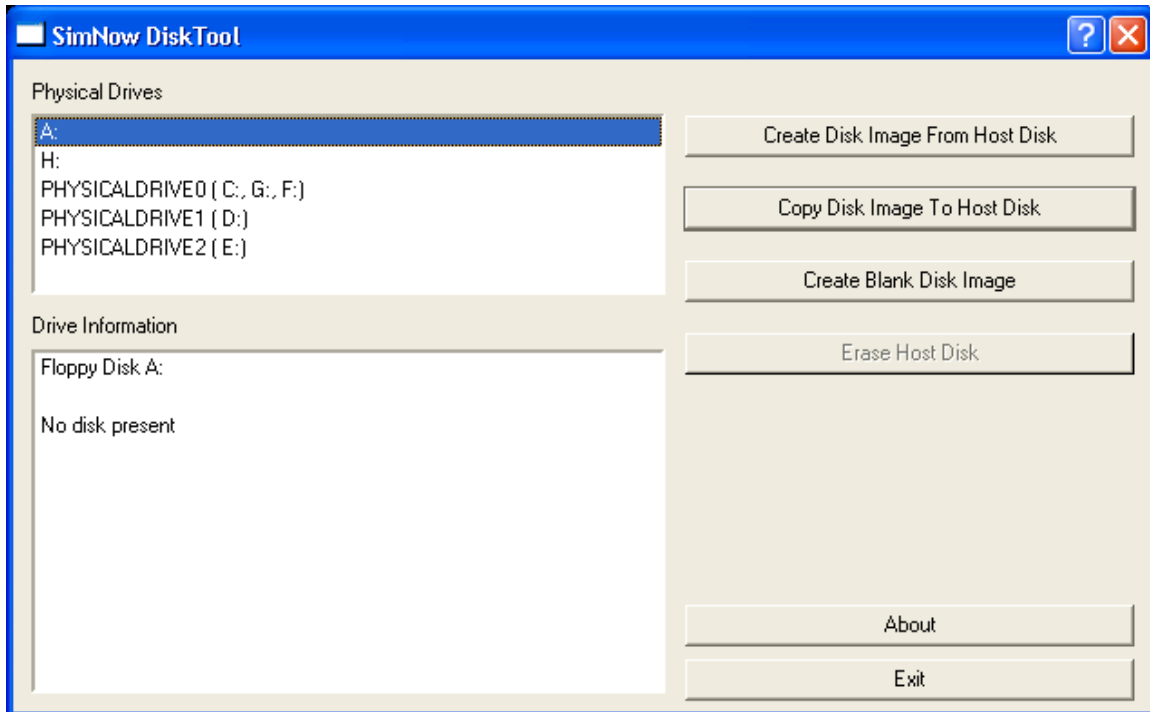 SimNow DiskTool
Physical Drives
A:
H:
PHYSICALDRIVE0 ( C:, G:, F:)
PHYSICALDRIVE1 ( D:)
PHYSICALDRIVE2 ( E:)
Drive Information
Floppy Disk A:
No disk present
Create Disk Image From Host Disk
Copy Disk Image To Host Disk
Create Blank Disk Image
Erase Host Disk
About
Exit